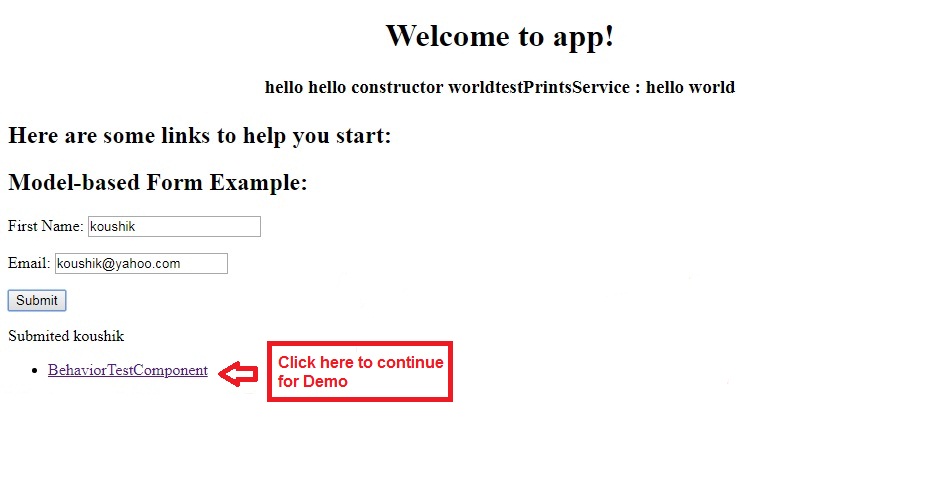 Welcome to app!
hello hello constructor worldtestPrintsService : hello world
Here are some links to help you start:
Model-based Form Example:
First Name: koushik
Email: koushik@yahoo.com
Submit
Submited koushik
BehaviorTestComponent
Click here to continue
for Demo